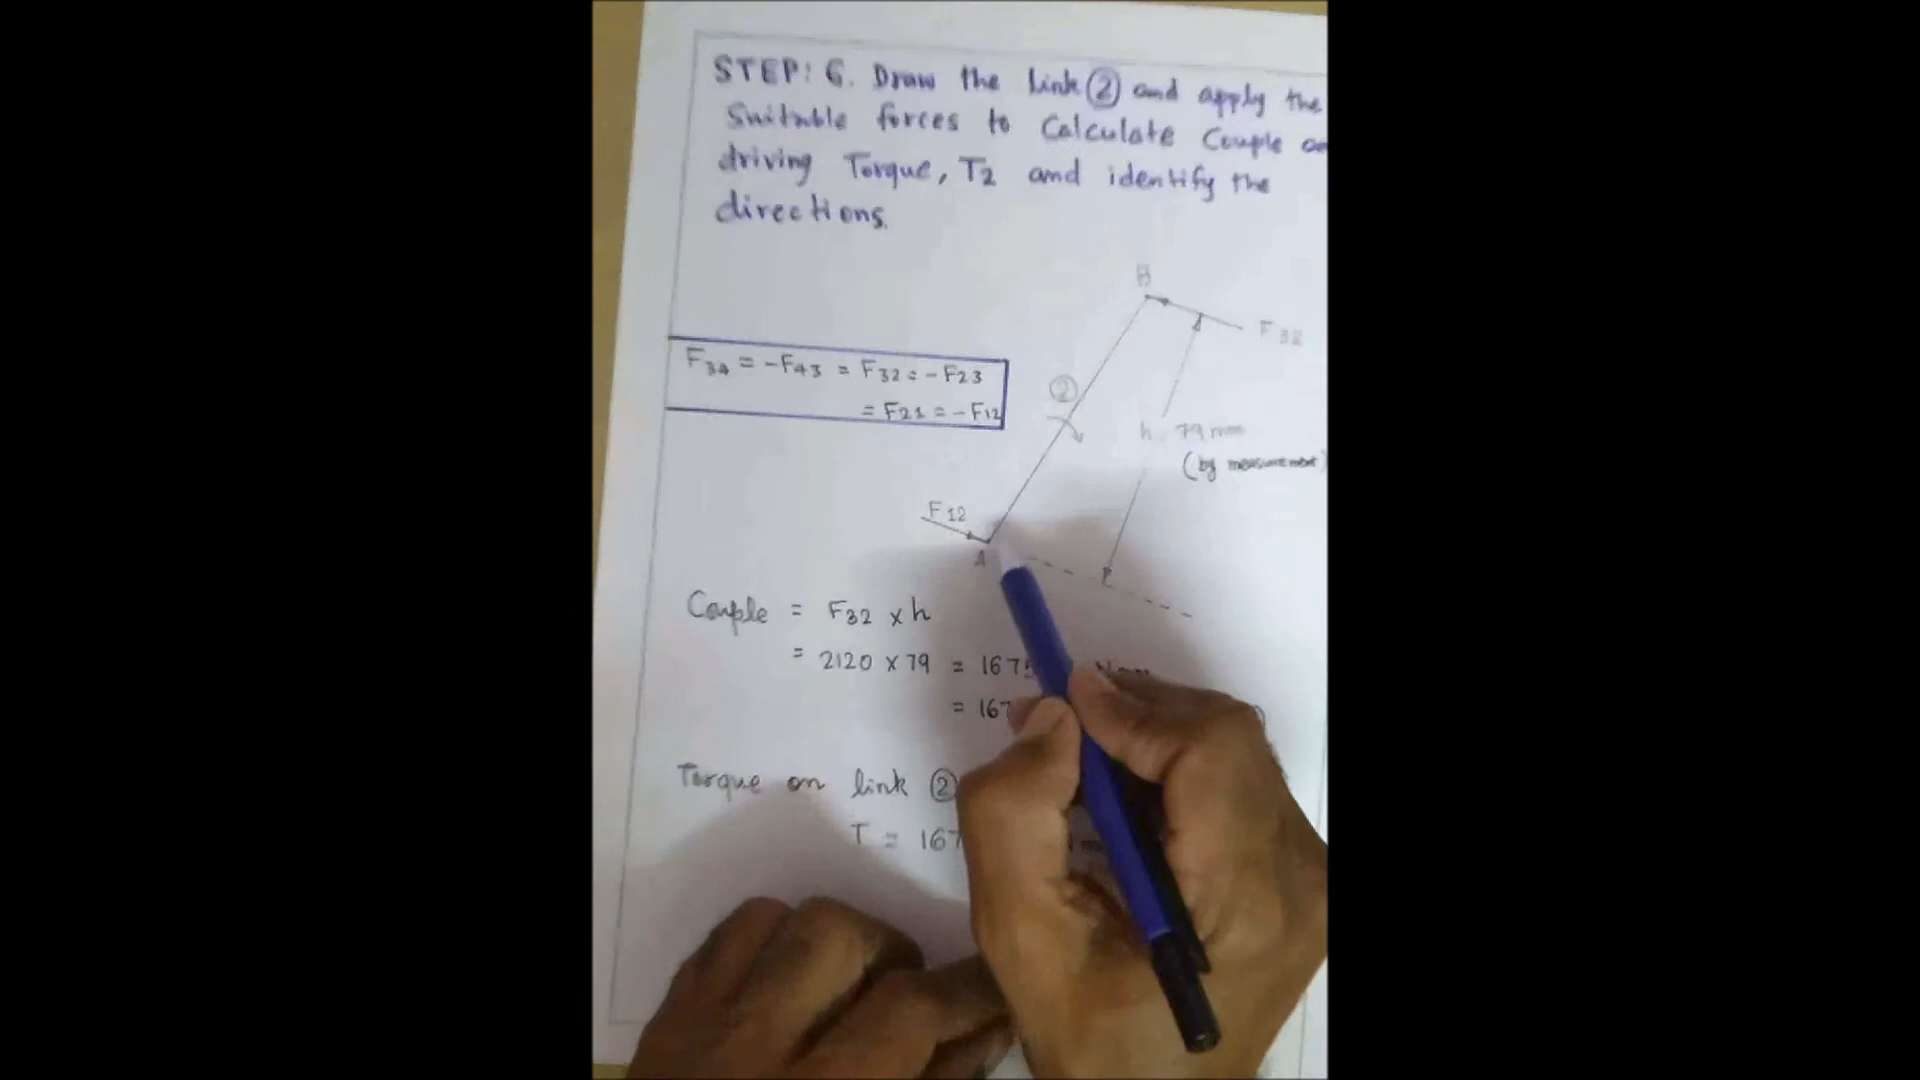 STEP: 6. Draw the link ② and apply the
Suitable forces to Calculate Couple
driving Torque, T2 and identify the
directions.
B
F32
F34 = -F43 = F32 = -F23
= F21 = -F12
②
h 79 mm
(by measurement)
F12
A
Couple = F32 x h
= 2120 x 79 = 1675
= 167
Torque on link ②
T = 167